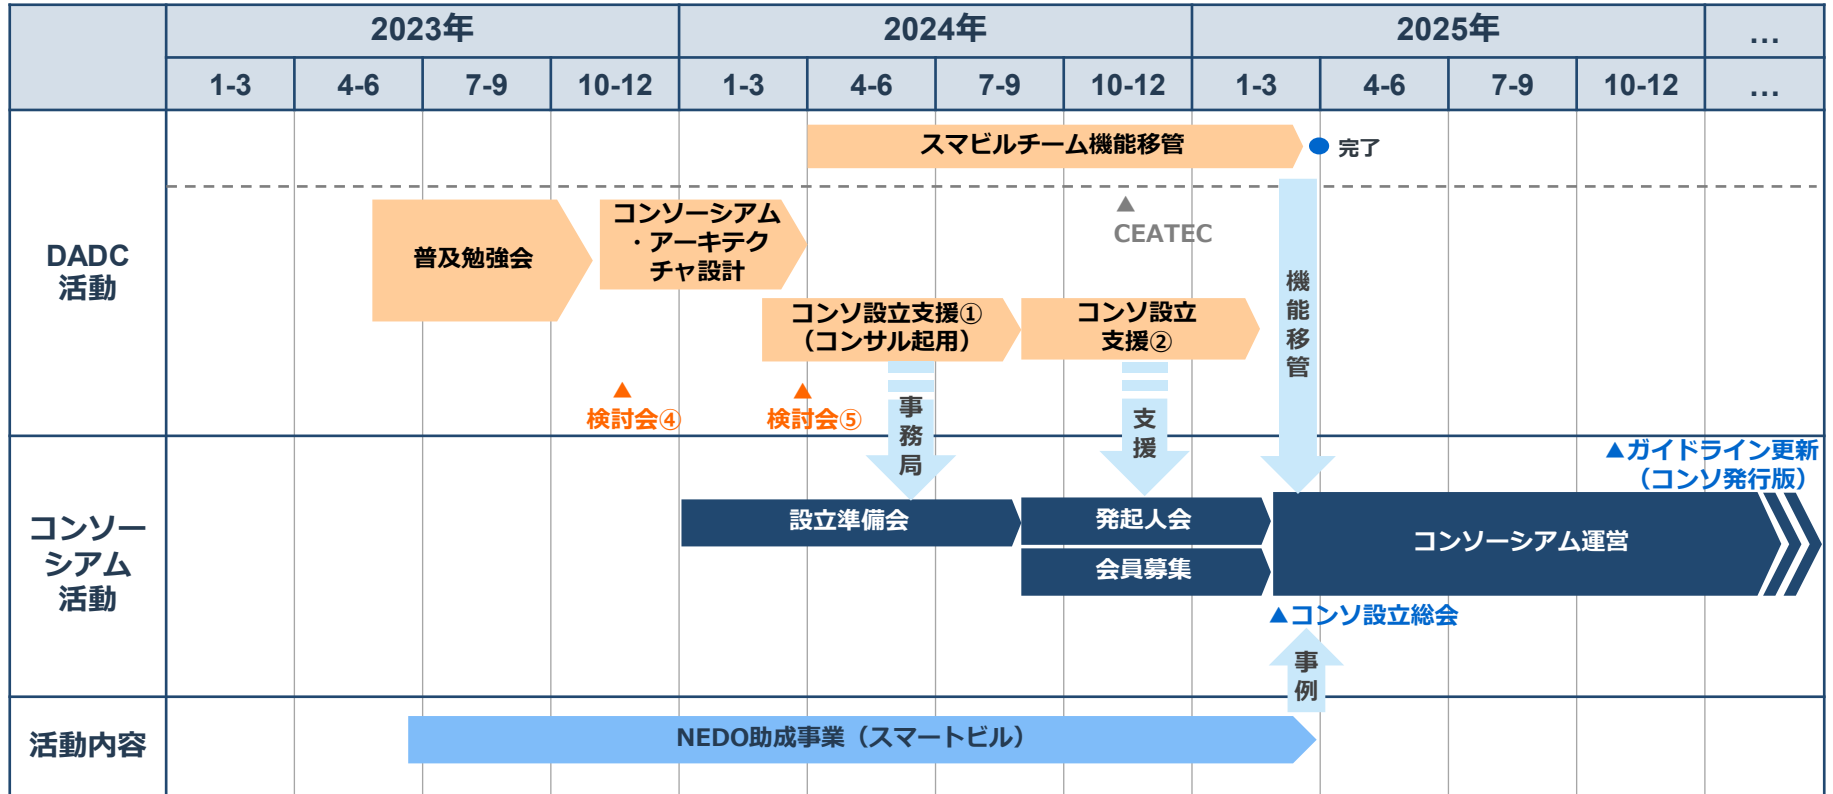 2023年
2024年
2025年
…
1-3
4-6
7-9
10-12
1-3
4-6
7-9
10-12
1-3
4-6
7-9
10-12
…
DADC
活動
スマビルチーム機能移管
完了
普及勉強会
コンソーシアム
・アーキテク
チャ設計
▲
CEATEC
コンソ設立支援①
（コンサル起用）
コンソ設立
支援②
機能移管
▲
検討会④
▲
検討会⑤
事務局
支援
コンソー
シアム
活動
▲ガイドライン更新
（コンソ発行版）
設立準備会
発起人会
会員募集
コンソーシアム運営
▲コンソ設立総会
事例
活動内容
NEDO助成事業（スマートビル）